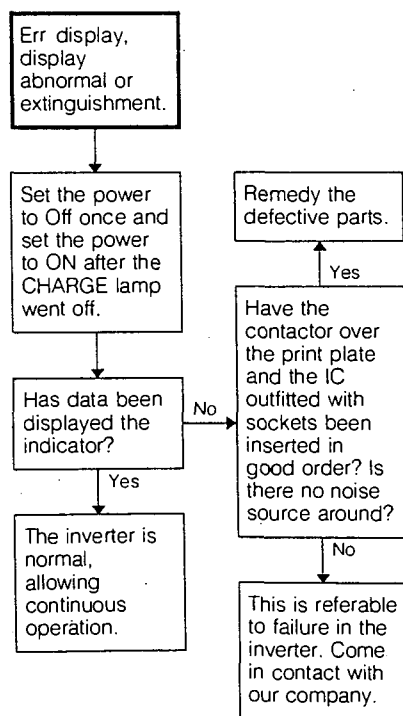 Err display,
display
abnormal or
extinguishment.
Set the power
to Off once and
set the power
to ON after the
CHARGE lamp
went off.
Has data been
displayed the
indicator?
Yes
The inverter is
normal,
allowing
continuous
operation.
No
Have the
contactor over
the print plate
and the IC
outfitted with
sockets been
inserted in
good order? Is
there no noise
source around?
Yes
Remedy the
defective parts.
No
This is referable
to failure in the
inverter. Come
in contact with
our company.